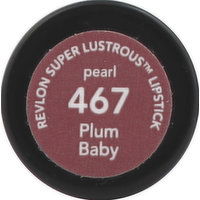 REVLON SUPER LUSTROUS™ LIPSTICK
pearl
467
Plum
Baby